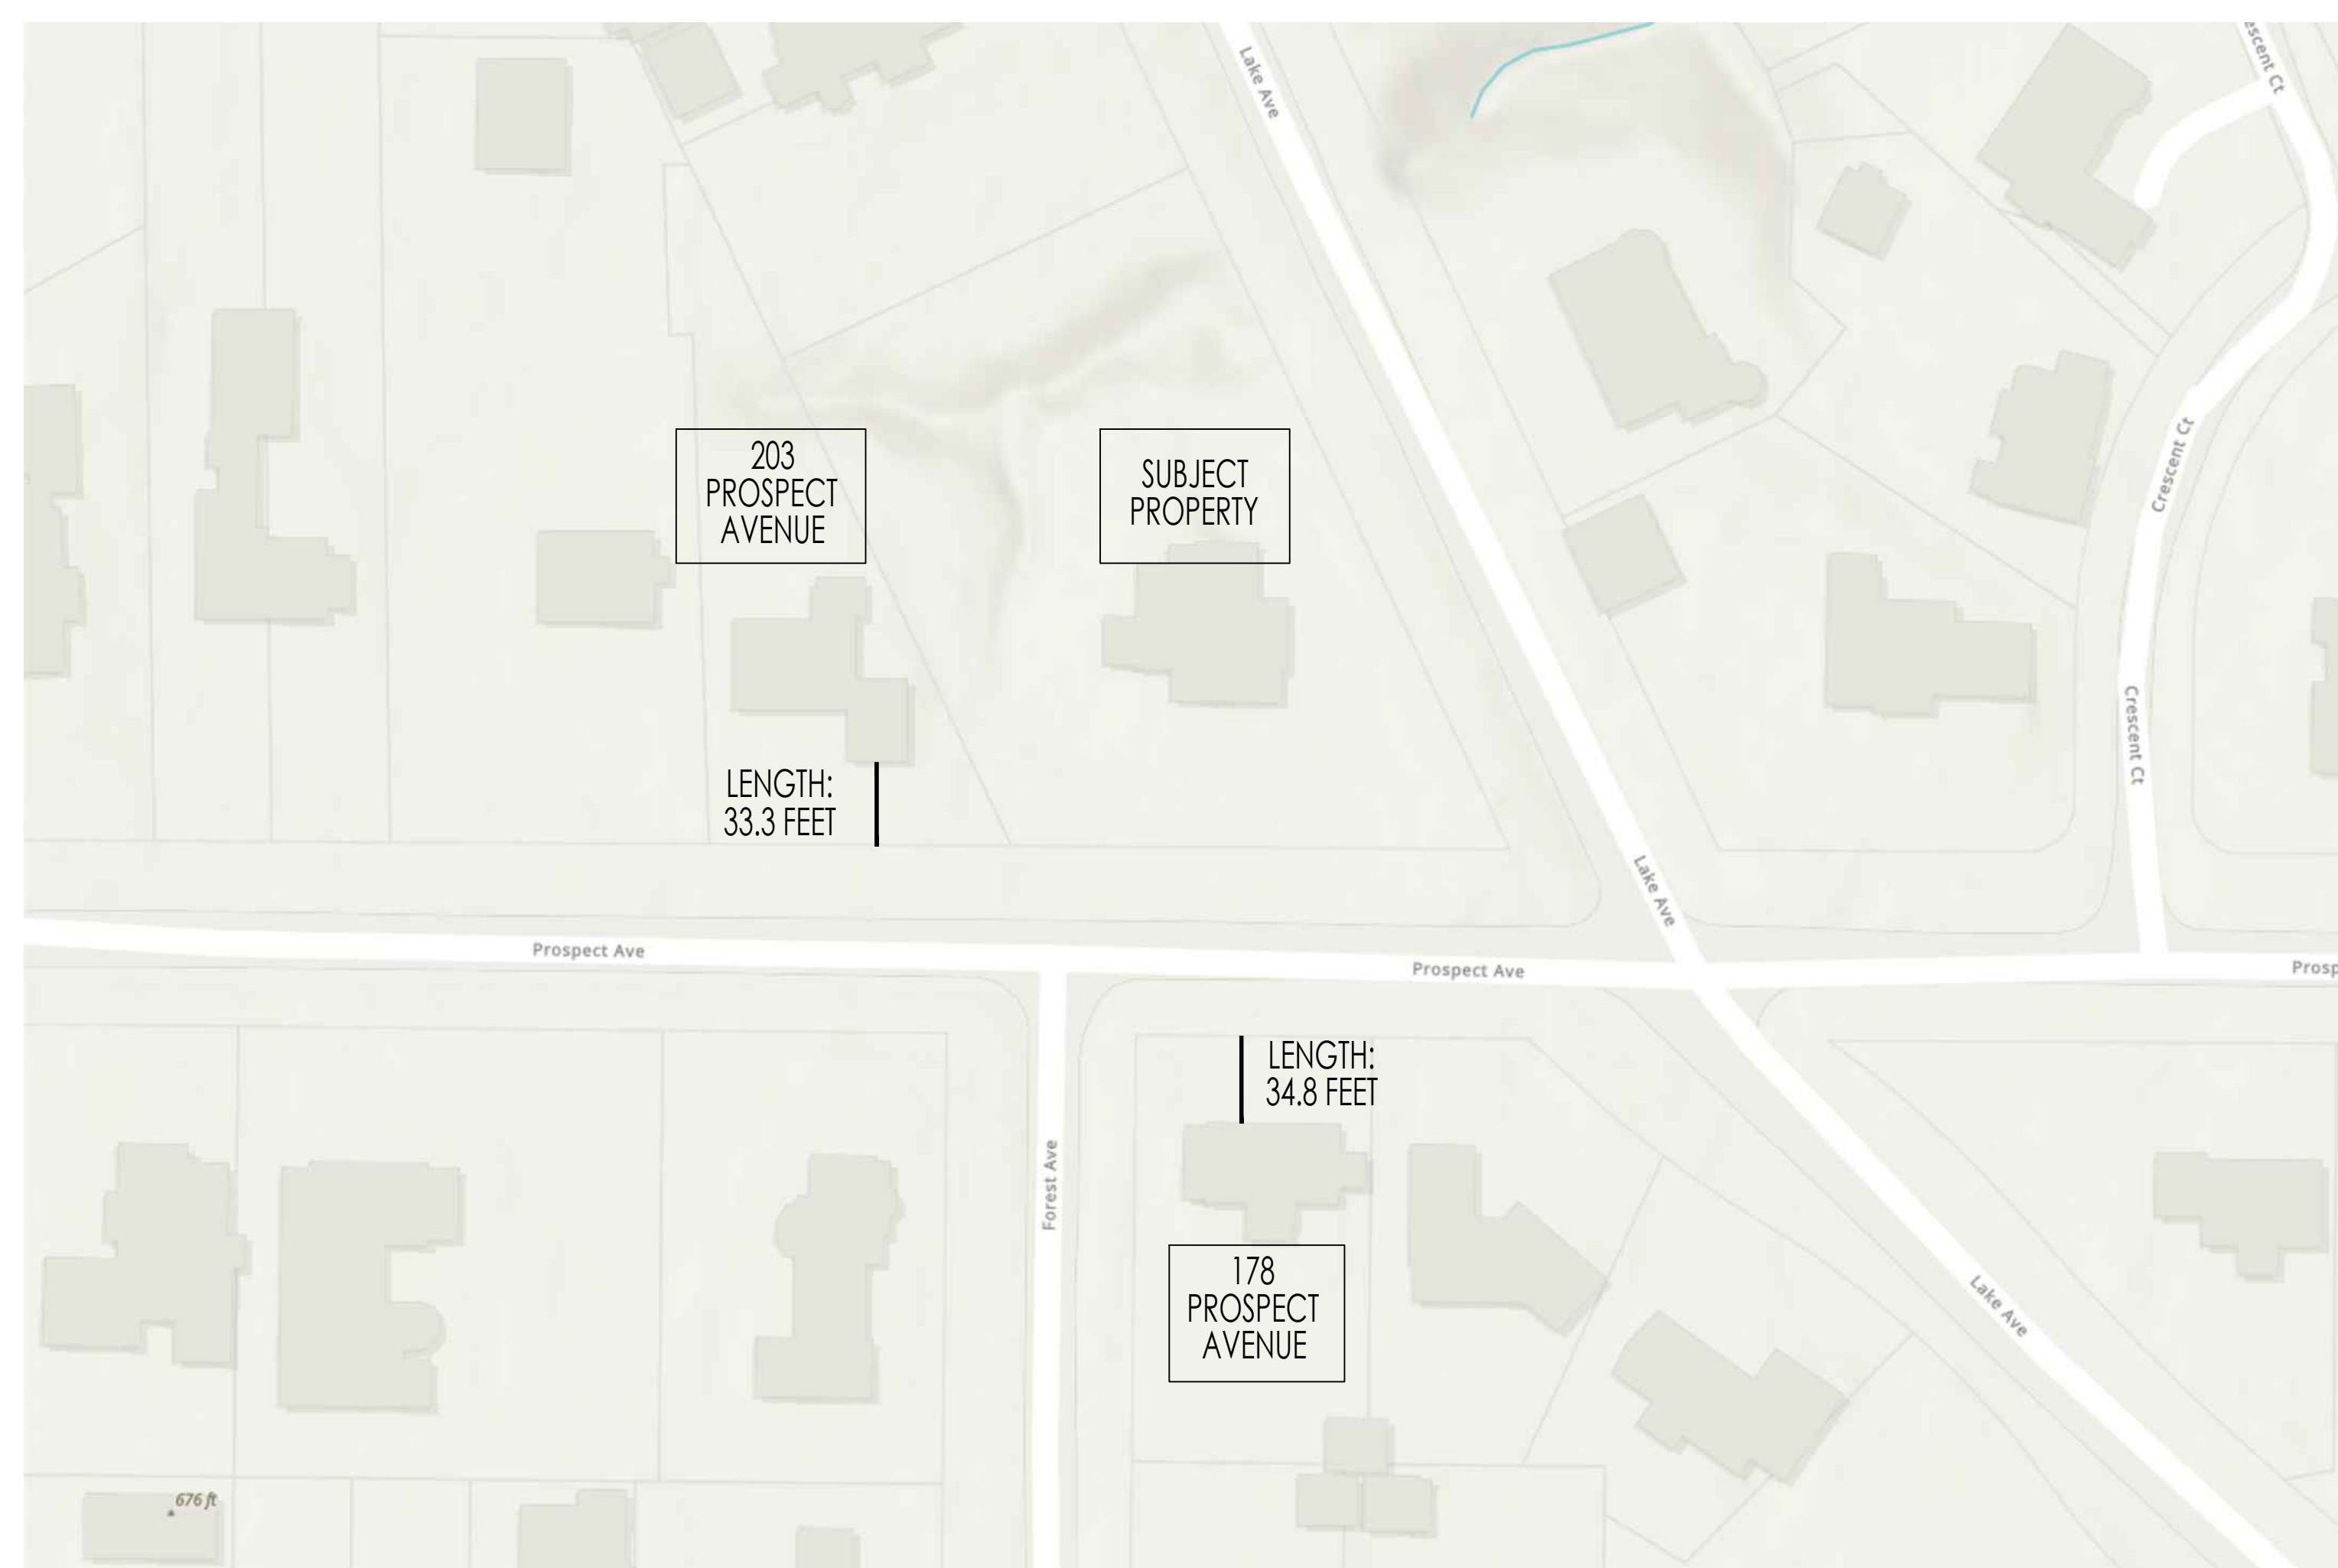 Lake Ave
escent Ct
203
PROSPECT
AVENUE
SUBJECT
PROPERTY
Crescent Ct
Crescent Ct
LENGTH:
33.3 FEET
Lake Ave
Prospect Ave
Prospect Ave
Prosp
LENGTH:
34.8 FEET
Forest Ave
178
PROSPECT
AVENUE
Lake Ave
676 ft